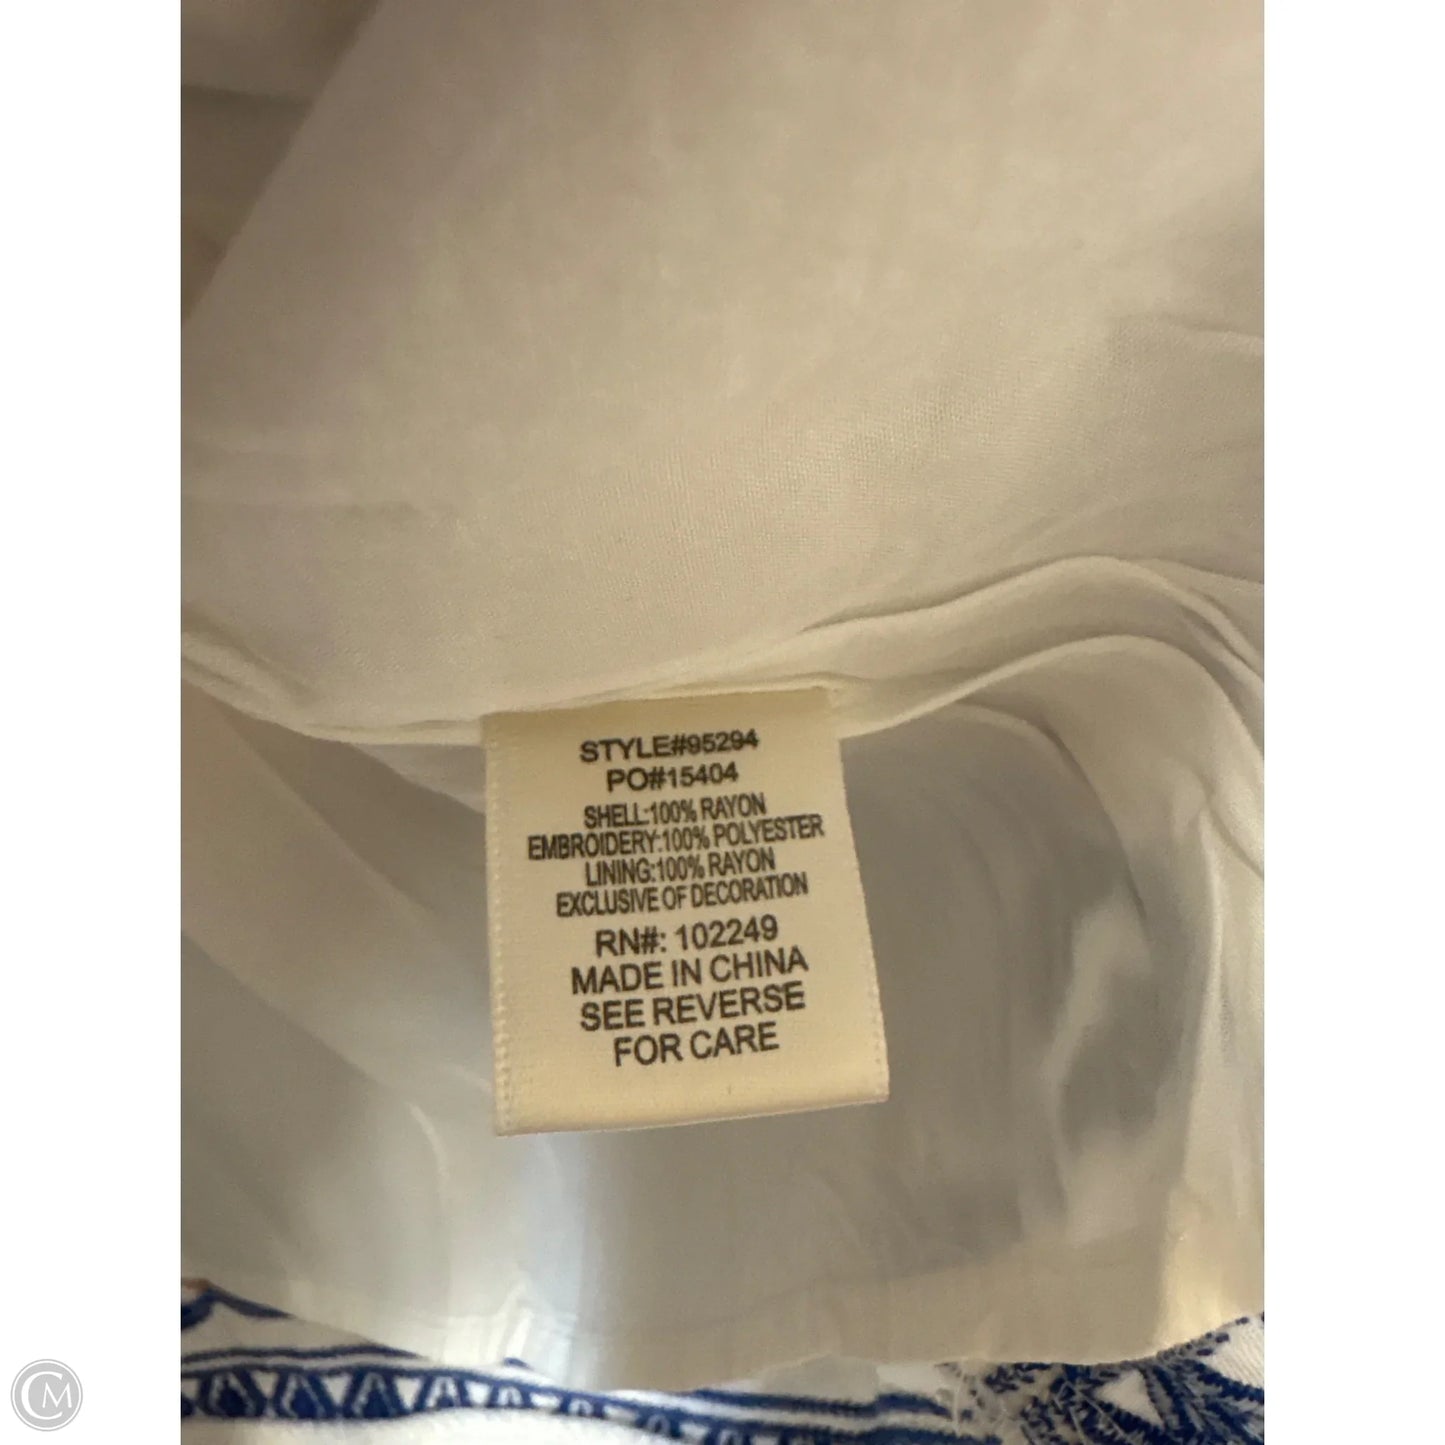 STYLE#95294
PO#15404
SHELL:100% RAYON
EMBROIDERY:100% POLYESTER
LINING:100% RAYON
EXCLUSIVE OF DECORATION
RN#: 102249
MADE IN CHINA
SEE REVERSE
FOR CARE
CM